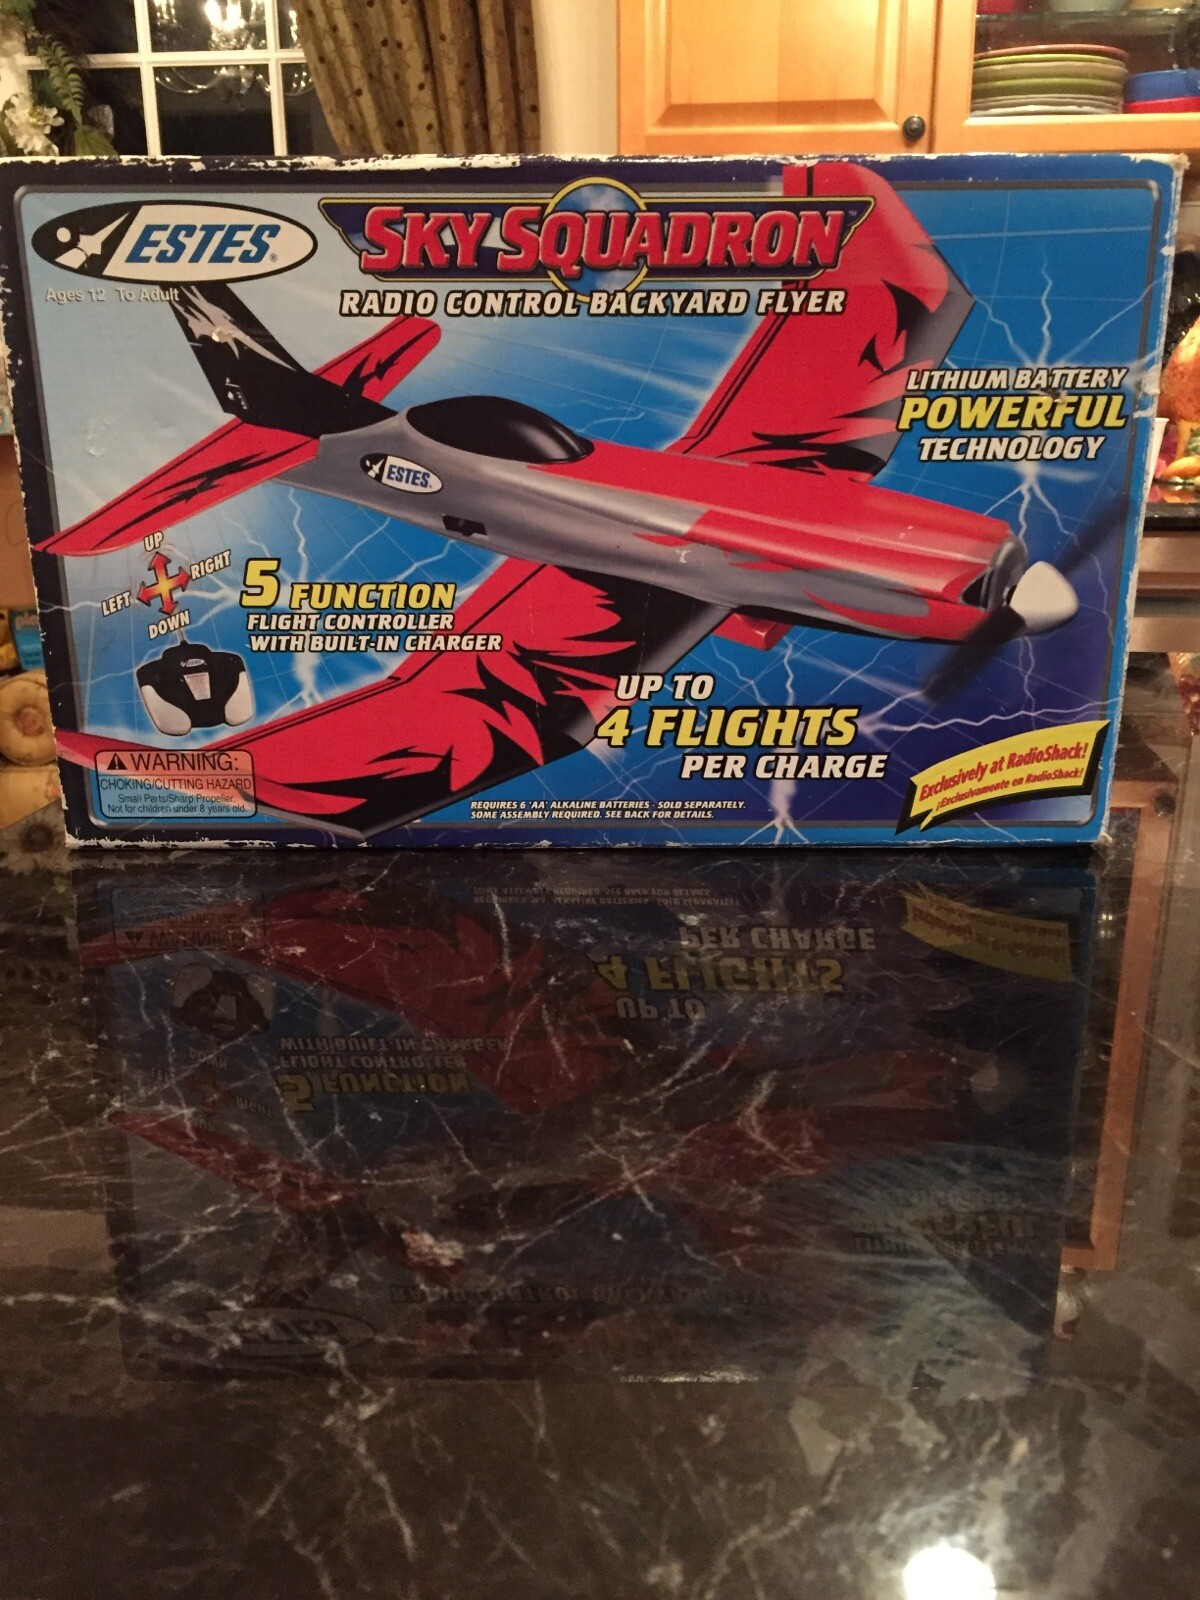 ESTES®
Ages 12 To Adult
SKY SQUADRON
RADIO CONTROL BACKYARD FLYER
LITHIUM BATTERY
POWERFUL
TECHNOLOGY
ESTES
UP
LEFT
RIGHT
DOWN
5 FUNCTION
FLIGHT CONTROLLER
WITH BUILT-IN CHARGER
UP TO
4 FLIGHTS
PER CHARGE
WARNING:
CHOKING/CUTTING HAZARD
Small Parts/Sharp Propeller.
Not for children under 8 years old.
REQUIRES 6 'AA' ALKALINE BATTERIES - SOLD SEPARATELY.
SOME ASSEMBLY REQUIRED. SEE BACK FOR DETAILS.
Exclusively at RadioShack!
¡Exclusivamente en RadioShack!